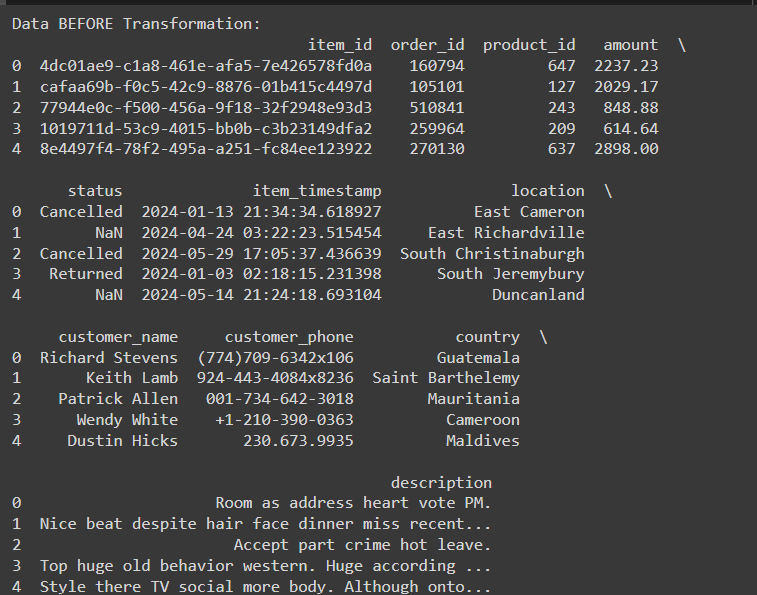 Data BEFORE Transformation:
item_id order_id product_id amount \
0 4dc01ae9-c1a8-461e-afa5-7e426578fd0a 160794 647 2237.23
1 cafaa69b-f0c5-42c9-8876-01b415c4497d 105101 127 2029.17
2 77944e0c-f500-456a-9f18-32f2948e93d3 510841 243 848.88
3 1019711d-53c9-4015-bb0b-c3b23149dfa2 259964 209 614.64
4 8e4497f4-78f2-495a-a251-fc84ee123922 270130 637 2898.00
status item_timestamp location \
0 Cancelled 2024-01-13 21:34:34.618927 East Cameron
1 NaN 2024-04-24 03:22:23.515454 East Richardville
2 Cancelled 2024-05-29 17:05:37.436639 South Christinaburgh
3 Returned 2024-01-03 02:18:15.231398 South Jeremybury
4 NaN 2024-05-14 21:24:18.693104 Duncanland
customer_name customer_phone country \
0 Richard Stevens (774)709-6342x106 Guatemala
1 Keith Lamb 924-443-4084x8236 Saint Barthelemy
2 Patrick Allen 001-734-642-3018 Mauritania
3 Wendy White +1-210-390-0363 Cameroon
4 Dustin Hicks 230.673.9935 Maldives
description
0 Room as address heart vote PM.
1 Nice beat despite hair face dinner miss recent...
2 Accept part crime hot leave.
3 Top huge old behavior western. Huge according ...
4 Style there TV social more body. Although onto...